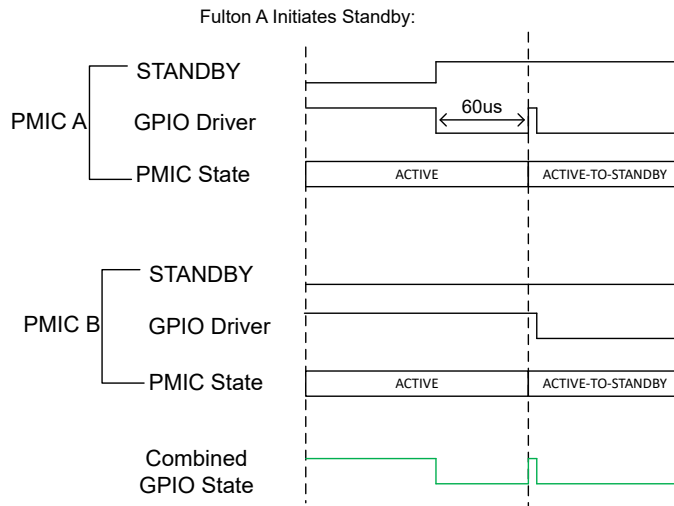 Fulton A Initiates Standby:
STANDBY
PMIC A
GPIO Driver
60us
PMIC State
ACTIVE
ACTIVE-TO-STANDBY
STANDBY
PMIC B
GPIO Driver
PMIC State
ACTIVE
ACTIVE-TO-STANDBY
Combined
GPIO State